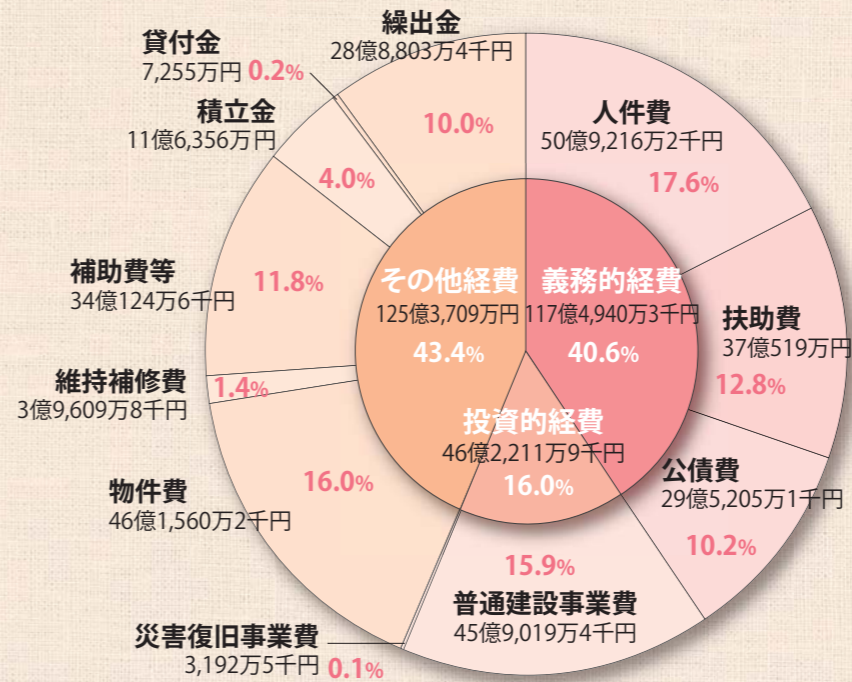 繰出金
28億8,803万4千円
10.0%
貸付金
7,255万円 0.2%
積立金
11億6,356万円
4.0%
補助費等
34億124万6千円
11.8%
維持補修費
3億9,609万8千円
1.4%
物件費
46億1,560万2千円
16.0%
災害復旧事業費
3,192万5千円 0.1%
人件費
50億9,216万2千円
17.6%
扶助費
37億519万円
12.8%
公債費
29億5,205万1千円
10.2%
15.9%
普通建設事業費
45億9,019万4千円
その他経費
125億3,709万円
43.4%
義務的経費
117億4,940万3千円
40.6%
投資的経費
46億2,211万9千円
16.0%